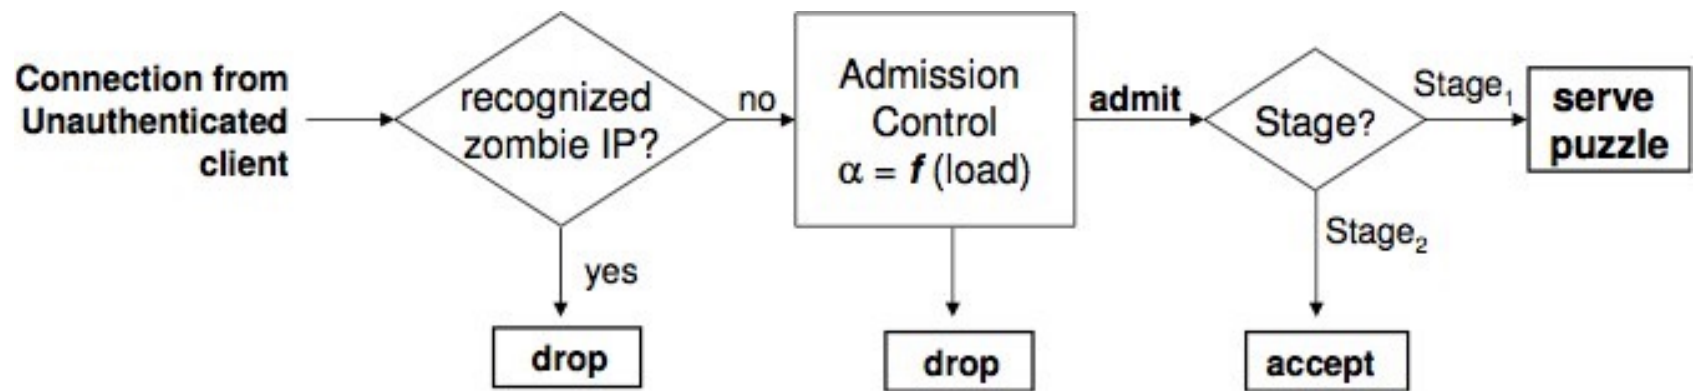 Connection from
Unauthenticated
client
recognized
zombie IP?
no
yes
drop
Admission
Control
α = f (load)
drop
admit
Stage?
Stage₁
serve
puzzle
Stage₂
accept